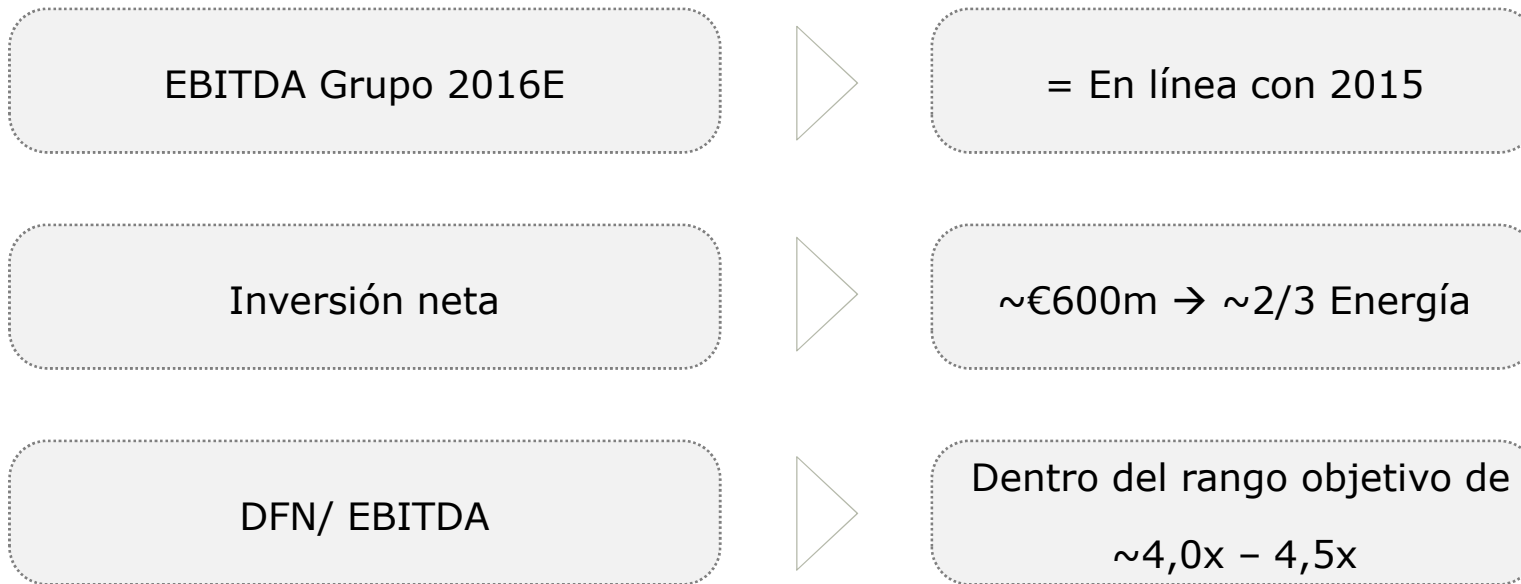 EBITDA Grupo 2016E
= En línea con 2015
Inversión neta
~€600m → ~2/3 Energía
DFN/ EBITDA
Dentro del rango objetivo de
~4,0x – 4,5x